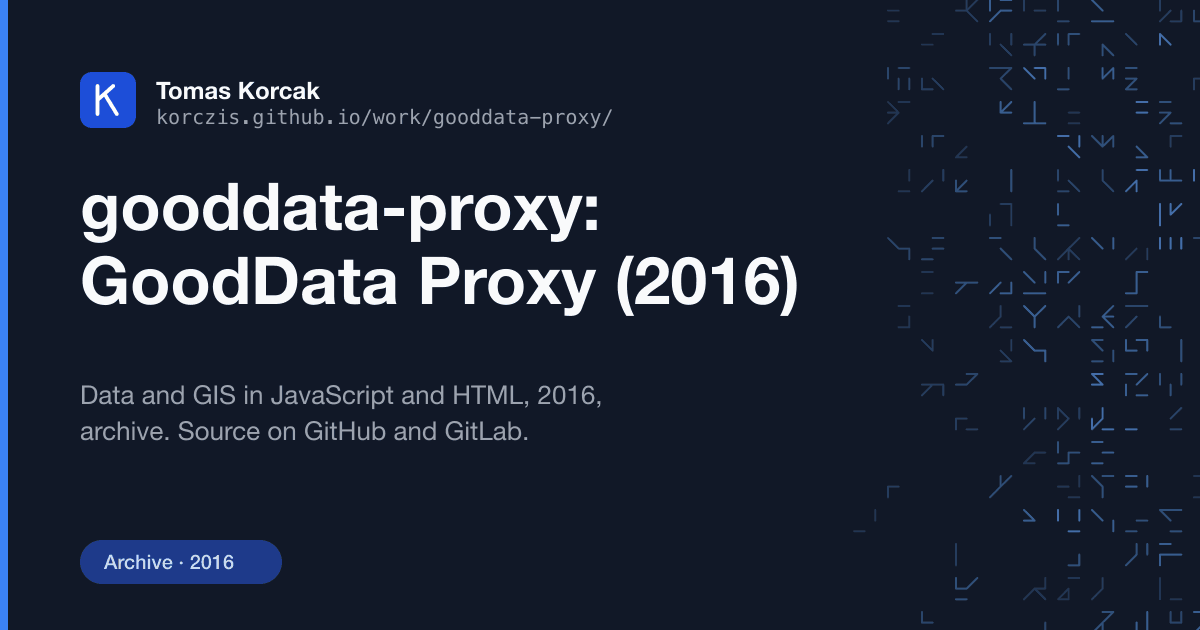 K
Tomas Korcak
korczis.github.io/work/gooddata-proxy/
gooddata-proxy:
GoodData Proxy (2016)
Data and GIS in JavaScript and HTML, 2016,
archive. Source on GitHub and GitLab.
Archive · 2016